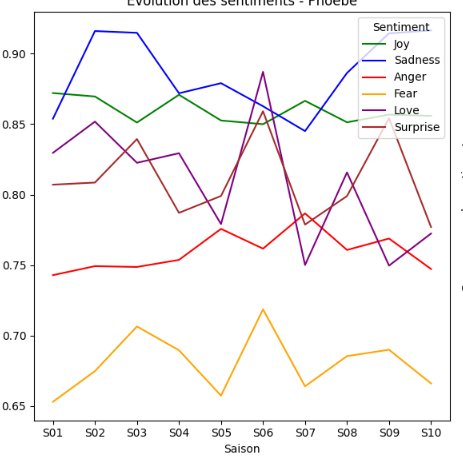 Évolution des sentiments - Phoebe
Sentiment
Joy
Sadness
Anger
Fear
Love
Surprise
0.90
0.85
0.80
0.75
0.70
0.65
S01 S02 S03 S04 S05 S06 S07 S08 S09 S10
Saison